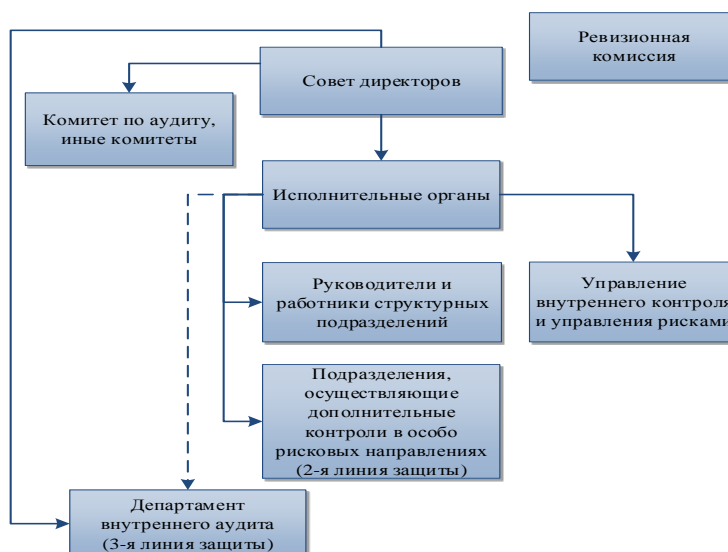 Ревизионная
комиссия
Совет директоров
Комитет по аудиту,
иные комитеты
Исполнительные органы
Руководители и
работники структурных
подразделений
Управление
внутреннего контроля
и управления рисками
Подразделения,
осуществляющие
дополнительные
контроли в особо
рисковых направлениях
(2-я линия защиты)
Департамент
внутреннего аудита
(3-я линия защиты)